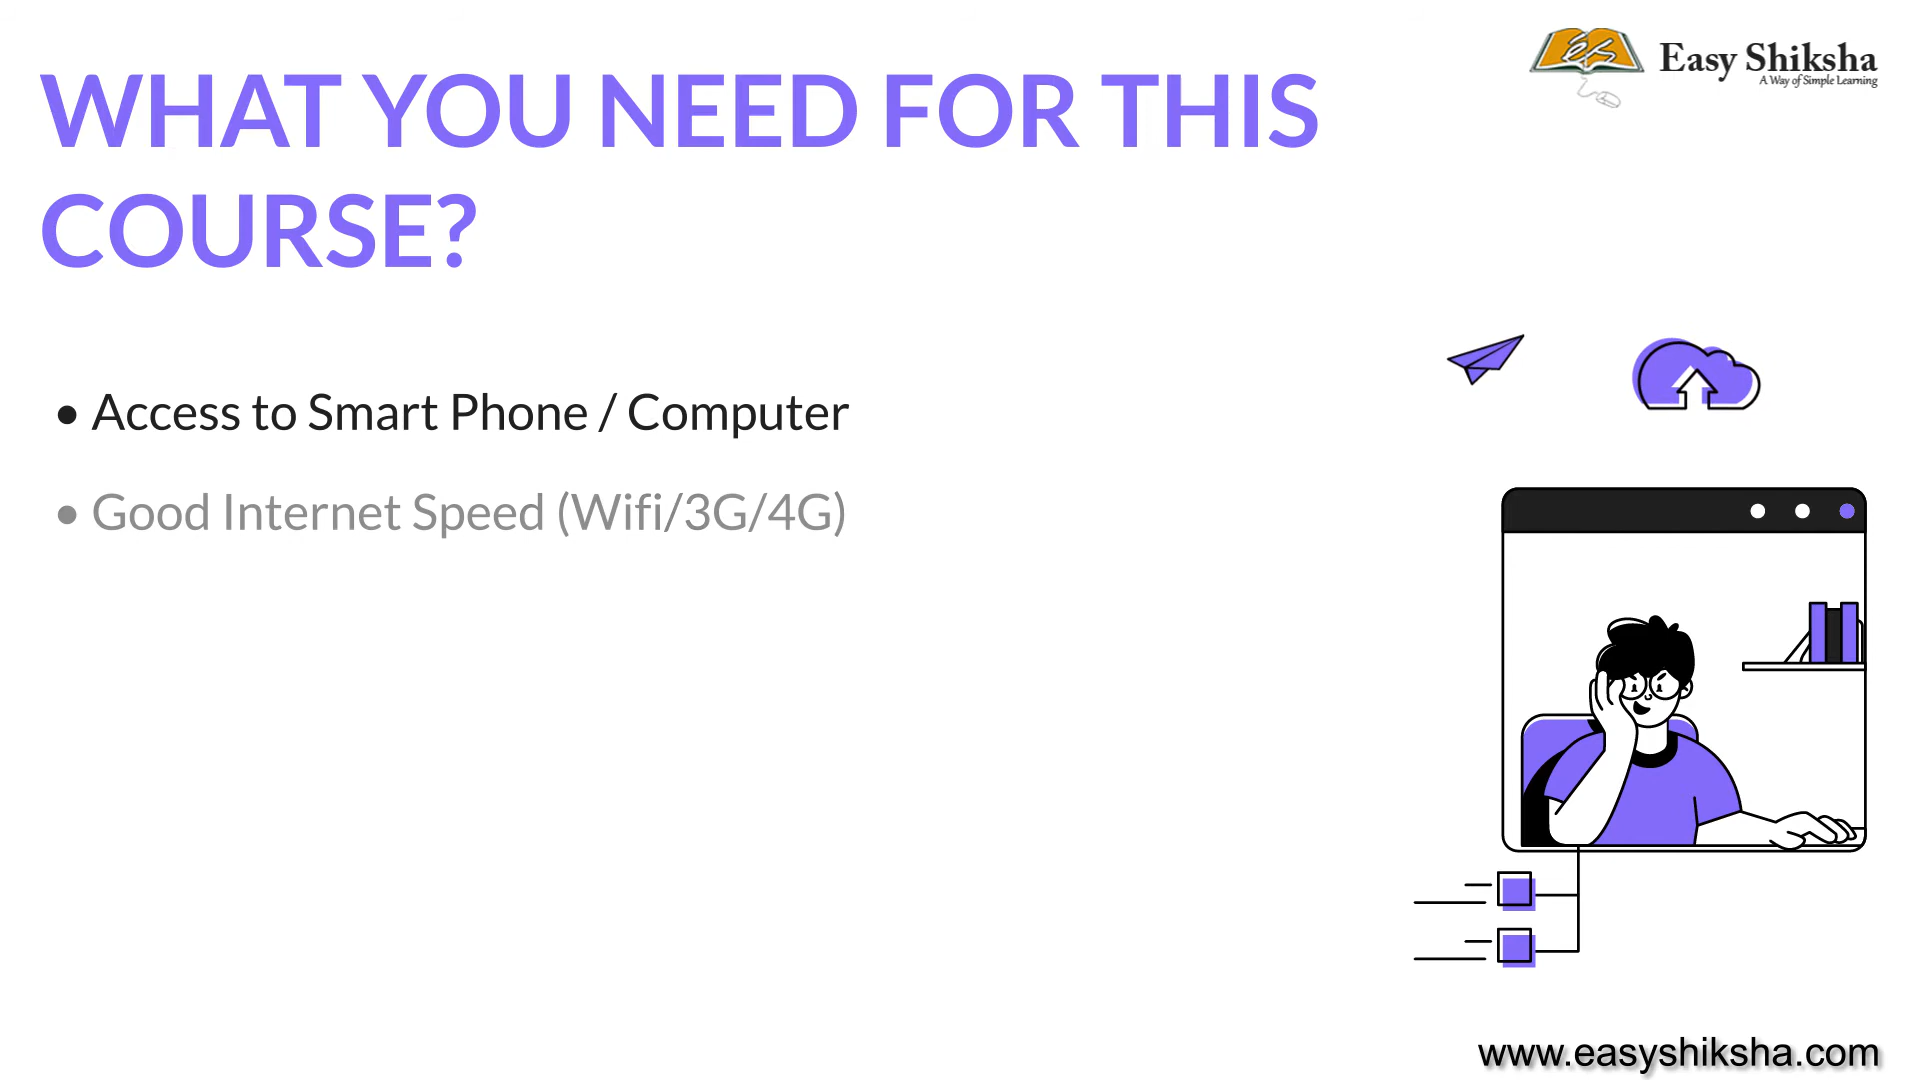 Easy Shiksha
A Way of Simple Learning
WHAT YOU NEED FOR THIS
COURSE?
• Access to Smart Phone / Computer
• Good Internet Speed (Wifi/3G/4G)
www.easyshiksha.com